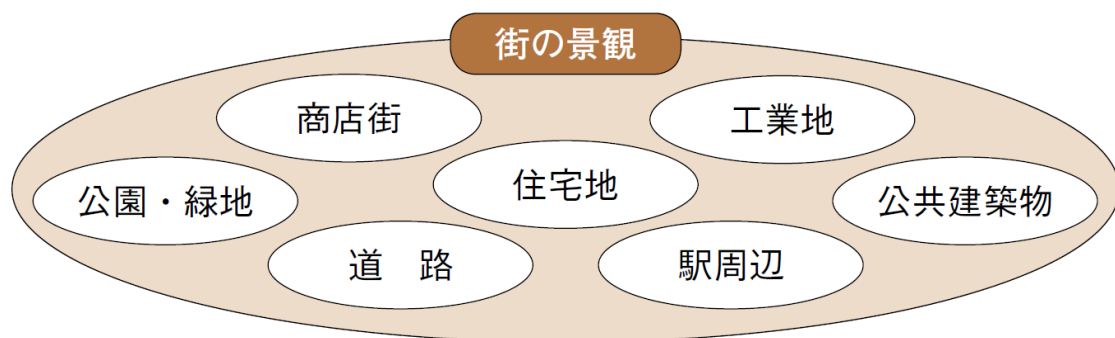 街の景観
商店街
工業地
住宅地
公園・緑地
公共建築物
道　路
駅周辺